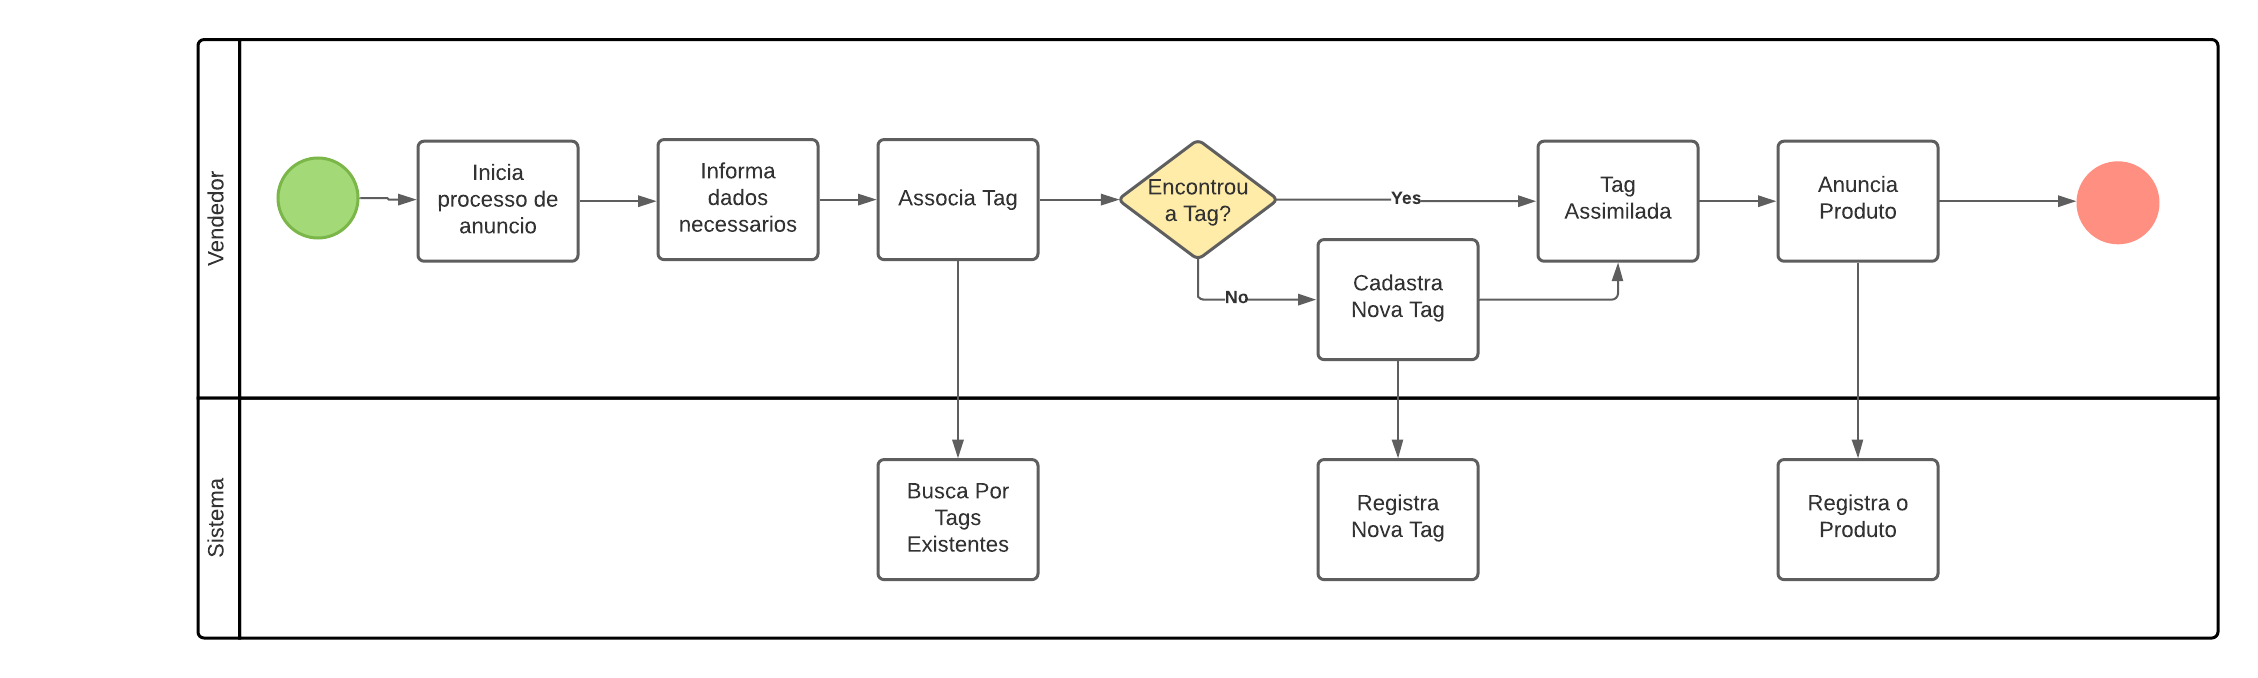 Vendedor
Inicia
processo de
anuncio
Informa
dados
necessarios
Associa Tag
Encontrou
a Tag?
Yes
No
Cadastra
Nova Tag
Tag
Assimilada
Anuncia
Produto
Sistema
Busca Por
Tags
Existentes
Registra
Nova Tag
Registra o
Produto